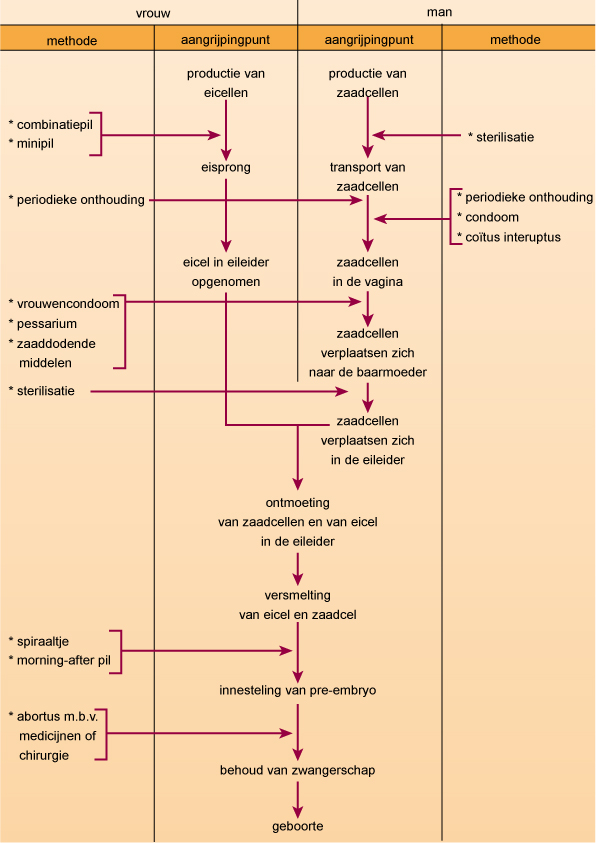 vrouw
man
methode
aangrijpingpunt
aangrijpingpunt
methode
productie van
eicellen
productie van
zaadcellen
* combinatiepil
* minipil
* sterilisatie
eisprong
transport van
zaadcellen
* periodieke onthouding
* periodieke onthouding
* condoom
* coïtus interuptus
eicel in eileider
opgenomen
zaadcellen
in de vagina
* vrouwencondoom
* pessarium
* zaaddodende
middelen
zaadcellen
verplaatsen zich
naar de baarmoeder
* sterilisatie
zaadcellen
verplaatsen zich
in de eileider
ontmoeting
van zaadcellen en van eicel
in de eileider
versmelting
van eicel en zaadcel
* spiraaltje
* morning-after pil
innesteling van pre-embryo
* abortus m.b.v.
medicijnen of
chirurgie
behoud van zwangerschap
geboorte